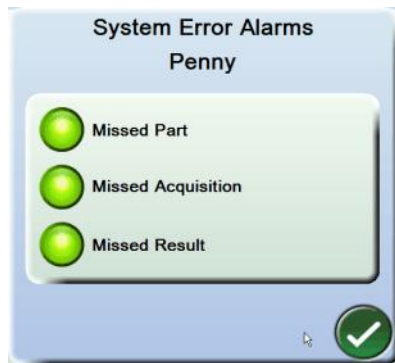 System Error Alarms
Penny
Missed Part
Missed Acquisition
Missed Result